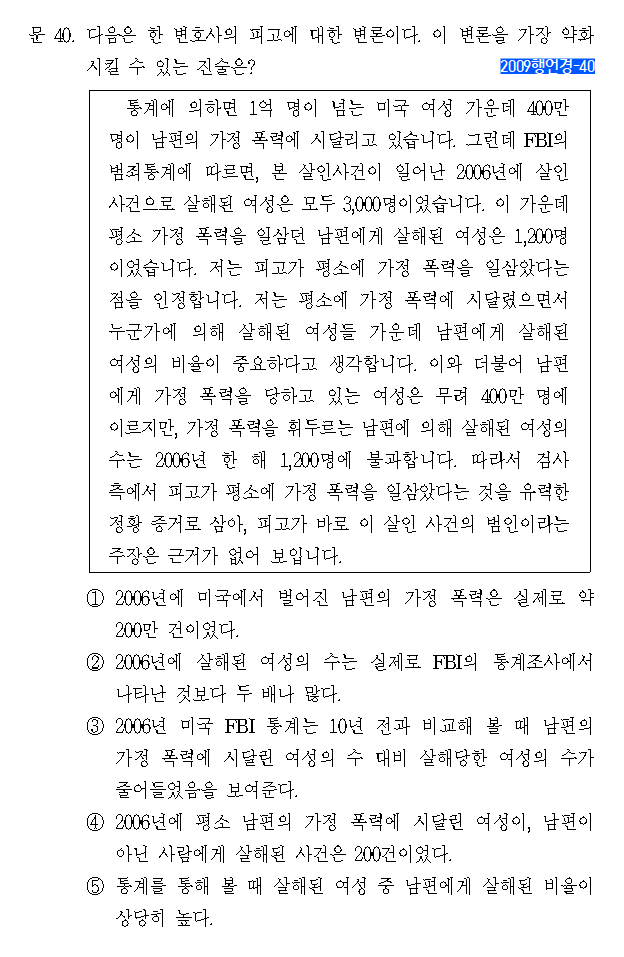 문 40. 다음은 한 변호사의 피고에 대한 변론이다. 이 변론을 가장 약화
시킬 수 있는 진술은?
2009행언경-40
통계에 의하면 1억 명이 넘는 미국 여성 가운데 400만
명이 남편의 가정 폭력에 시달리고 있습니다. 그런데 FBI의
범죄통계에 따르면, 본 살인사건이 일어난 2006년에 살인
사건으로 살해된 여성은 모두 3,000명이었습니다. 이 가운데
평소 가정 폭력을 일삼던 남편에게 살해된 여성은 1,200명
이었습니다. 저는 피고가 평소에 가정 폭력을 일삼았다는
점을 인정합니다. 저는 평소에 가정 폭력에 시달렸으면서
누군가에 의해 살해된 여성들 가운데 남편에게 살해된
여성의 비율이 중요하다고 생각합니다. 이와 더불어 남편
에게 가정 폭력을 당하고 있는 여성은 무려 400만 명에
이르지만, 가정 폭력을 휘두르는 남편에 의해 살해된 여성의
수는 2006년 한 해 1,200명에 불과합니다. 따라서 검사
측에서 피고가 평소에 가정 폭력을 일삼았다는 것을 유력한
정황 증거로 삼아, 피고가 바로 이 살인 사건의 범인이라는
주장은 근거가 없어 보입니다.
① 2006년에 미국에서 벌어진 남편의 가정 폭력은 실제로 약
200만 건이었다.
② 2006년에 살해된 여성의 수는 실제로 FBI의 통계조사에서
나타난 것보다 두 배나 많다.
③ 2006년 미국 FBI 통계는 10년 전과 비교해 볼 때 남편의
가정 폭력에 시달린 여성의 수 대비 살해당한 여성의 수가
줄어들었음을 보여준다.
④ 2006년에 평소 남편의 가정 폭력에 시달린 여성이, 남편이
아닌 사람에게 살해된 사건은 200건이었다.
⑤ 통계를 통해 볼 때 살해된 여성 중 남편에게 살해된 비율이
상당히 높다.